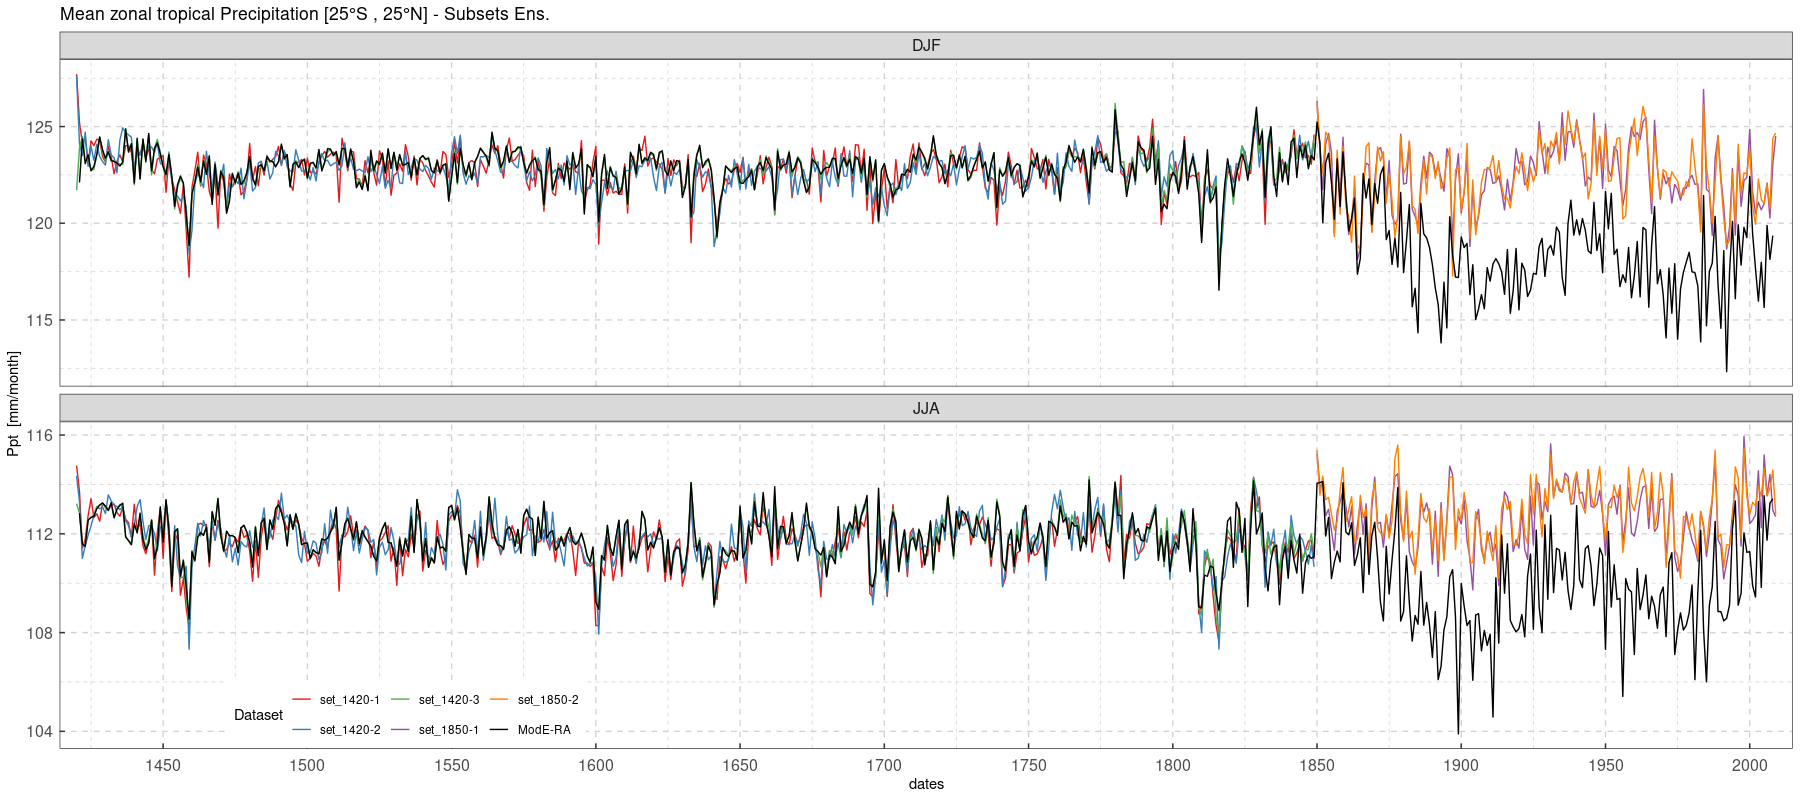 Mean zonal tropical Precipitation [25°S , 25°N] - Subsets Ens.
DJF
125
120
115
JJA
116
112
108
104
Ppt [mm/month]
Dataset
set_1420-1
set_1420-3
set_1850-2
set_1420-2
set_1850-1
ModE-RA
1450 1500 1550 1600 1650 1700 1750 1800 1850 1900 1950 2000
dates